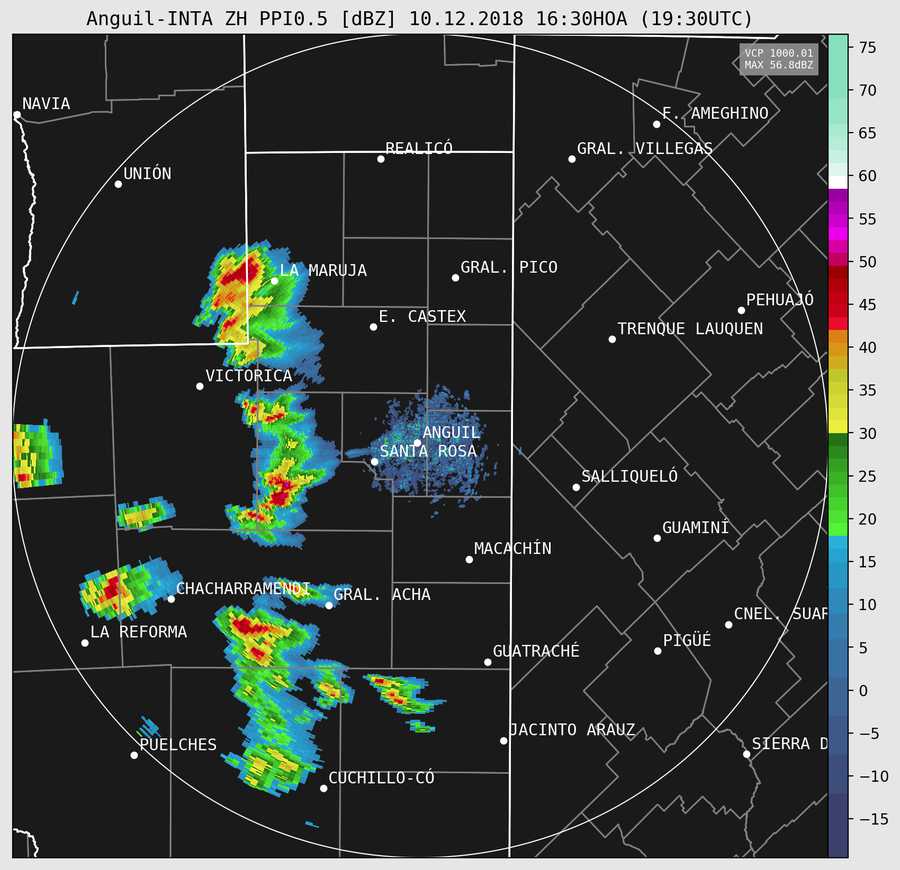 Anguil-INTA ZH PPI0.5 [dBZ] 10.12.2018 16:30HOA (19:30UTC)
VCP 1000.01
MAX 56.8dBZ
75
70
65
60
55
50
45
40
35
30
25
20
15
10
5
0
−5
−10
−15
NAVIA
F. AMEGHINO
REALICÓ
GRAL. VILLEGAS
UNIÓN
LA MARUJA
GRAL. PICO
PEHUAJÓ
E. CASTEX
TRENQUE LAUQUEN
VICTORICA
ANGUIL
SANTA ROSA
SALLIQUELÓ
GUAMINÍ
MACACHÍN
CHACHARRAMENDI
GRAL. ACHA
CNEL. SUAR
LA REFORMA
GUATRACHÉ
PIGÜÉ
JACINTO ARAUZ
PUELCHES
SIERRA D
CUCHILLO-CÓ